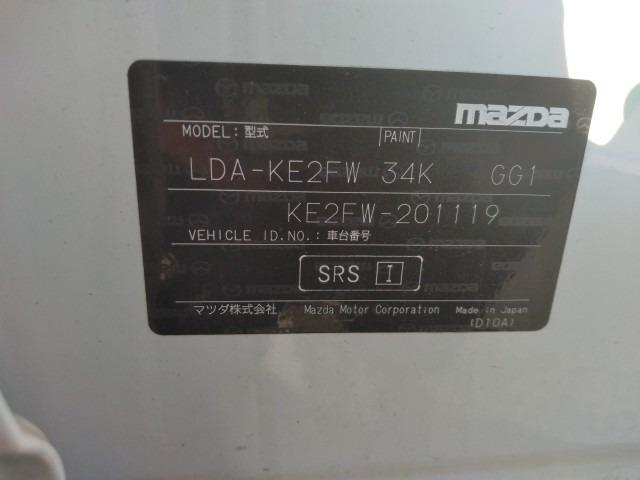 mazda
MODEL: 型式 PAINT
LDA-KE2FW 34K GG1
KE2FW-201119
VEHICLE ID.NO.: 車台番号
SRS I
マツダ株式会社 Mazda Motor Corporation Made in Japan
(D10A)